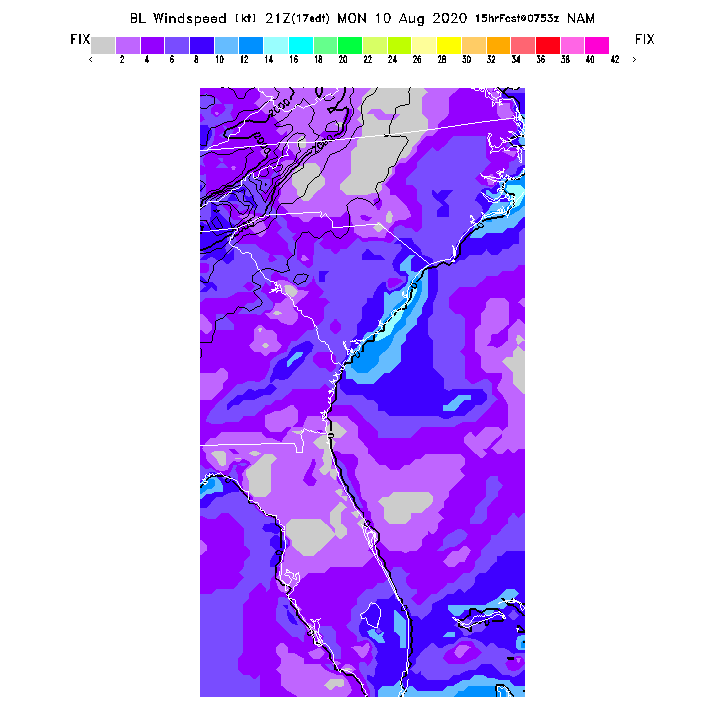 BL Windspeed [kt] 21Z(17edt) MON 10 Aug 2020 15hrFcst@0753z NAM
FIX FIX
< 2 4 6 8 10 12 14 16 18 20 22 24 26 28 30 32 34 36 38 40 42 >